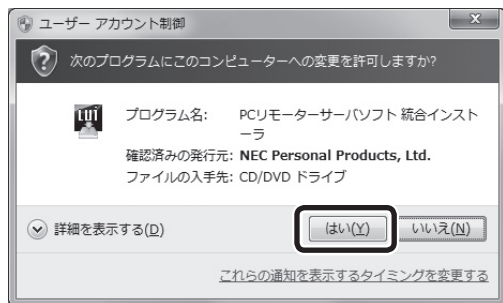 ユーザー アカウント制御
次のプログラムにこのコンピューターへの変更を許可しますか?
luiプログラム名: PCリモーターサーバソフト 統合インスト
ーラ
確認済みの発行元: NEC Personal Products, Ltd.
ファイルの入手先: CD/DVD ドライブ
詳細を表示する(D) はい(Y) いいえ(N)
これらの通知を表示するタイミングを変更する